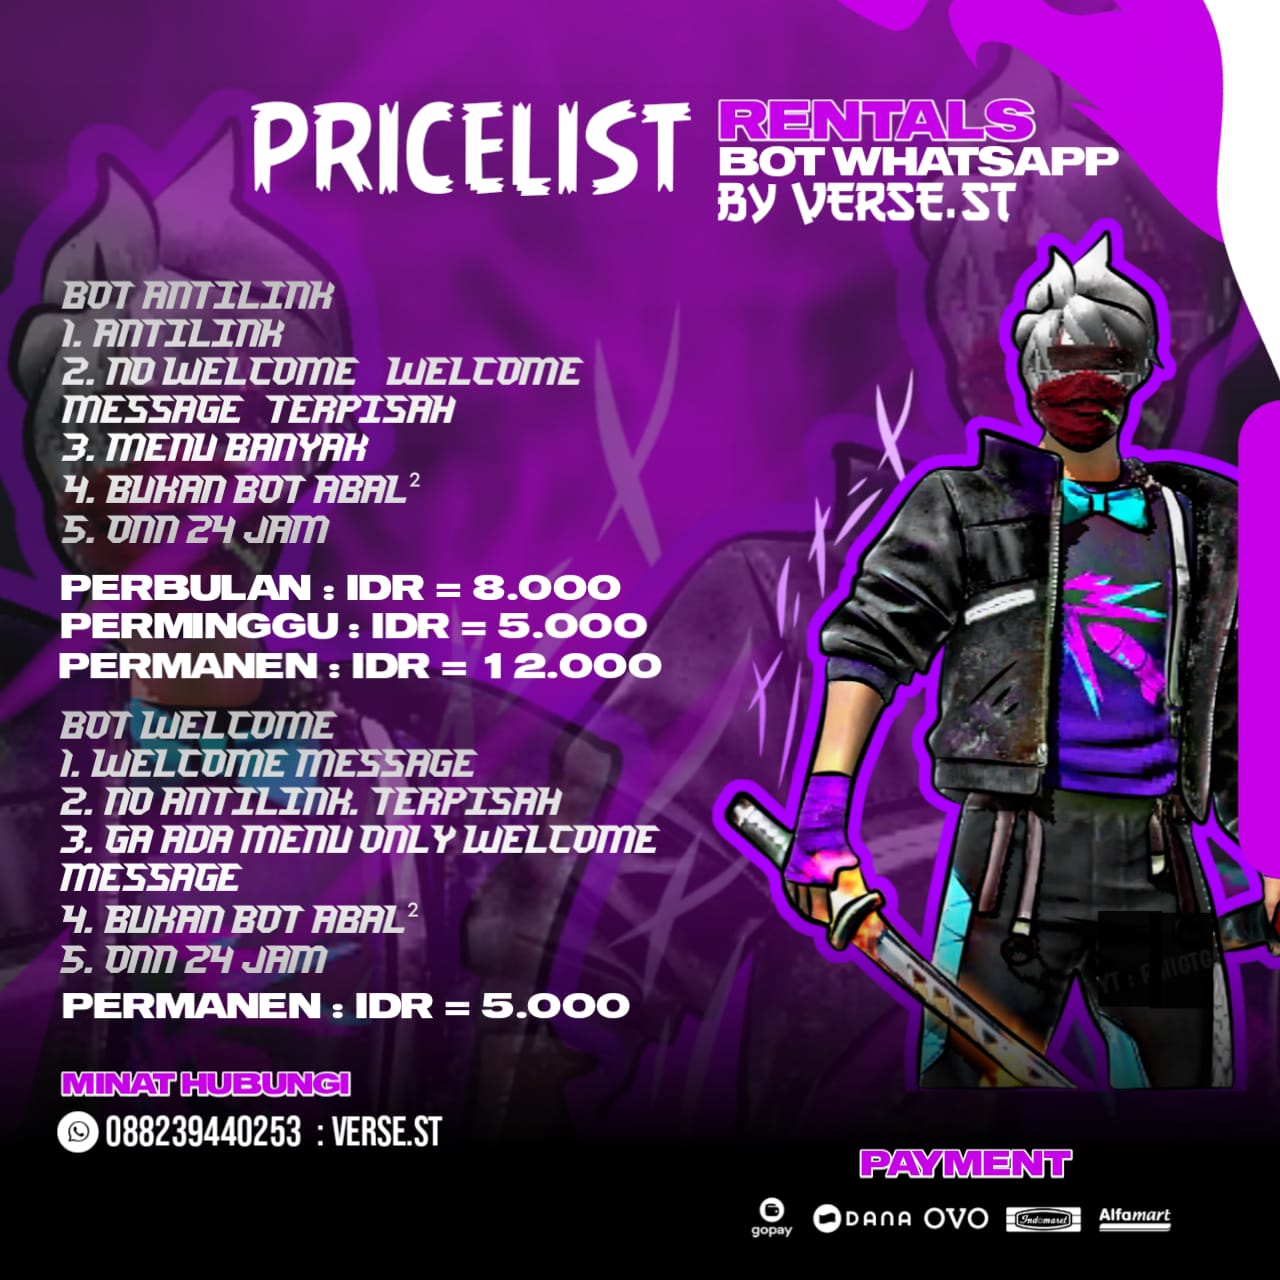 PRICELIST
RENTALS
BOT WHATSAPP
BY VERSE.ST
BOT ANTILINK
1. ANTILINK
2. NO WELCOME WELCOME
MESSAGE TERPISAH
3. MENU BANYAK
4. BUKAN BOT ABAL²
5. ONN 24 JAM
PERBULAN : IDR = 8.000
PERMINGGU : IDR = 5.000
PERMANEN : IDR = 12.000
BOT WELCOME
1. WELCOME MESSAGE
2. NO ANTILINK. TERPISAH
3. GA ADA MENU ONLY WELCOME
MESSAGE
4. BUKAN BOT ABAL²
5. ONN 24 JAM
PERMANEN : IDR = 5.000
MINAT HUBUNGI
088239440253 : VERSE.ST
PAYMENT
gopay DANA OVO Indomaret Alfamart